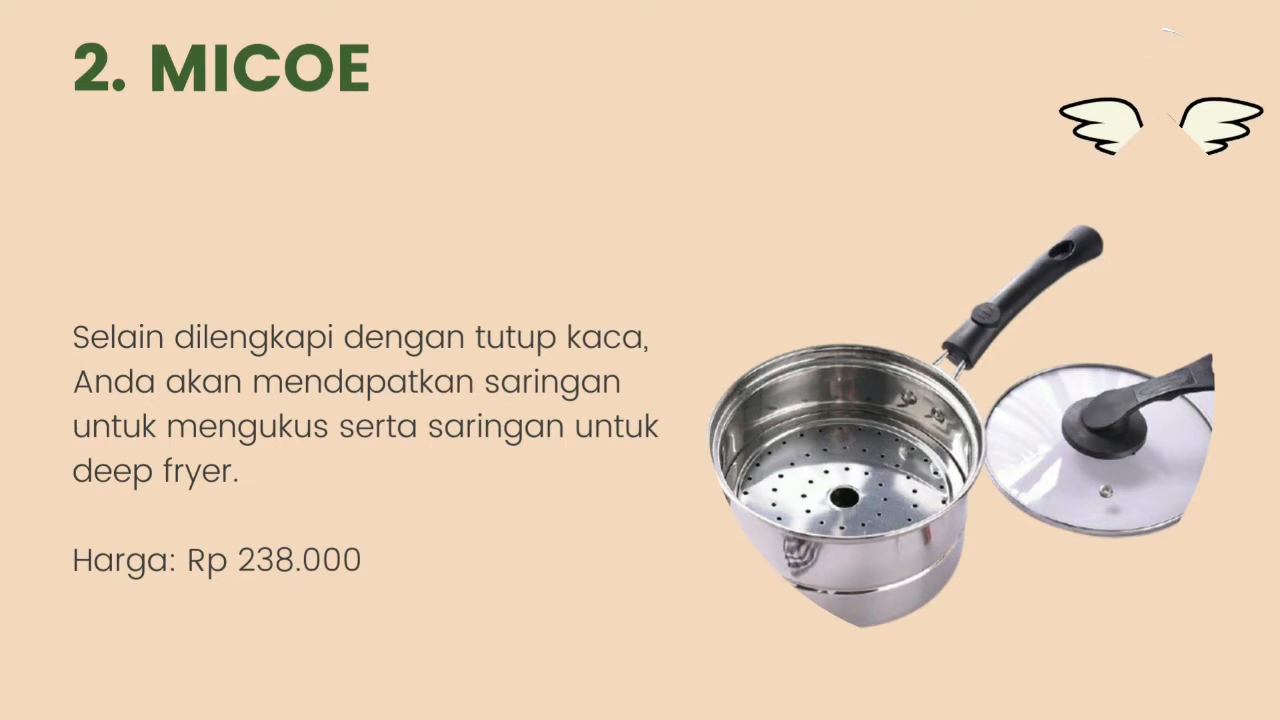 2. MICOE
Selain dilengkapi dengan tutup kaca,
Anda akan mendapatkan saringan
untuk mengukus serta saringan untuk
deep fryer.
Harga: Rp 238.000